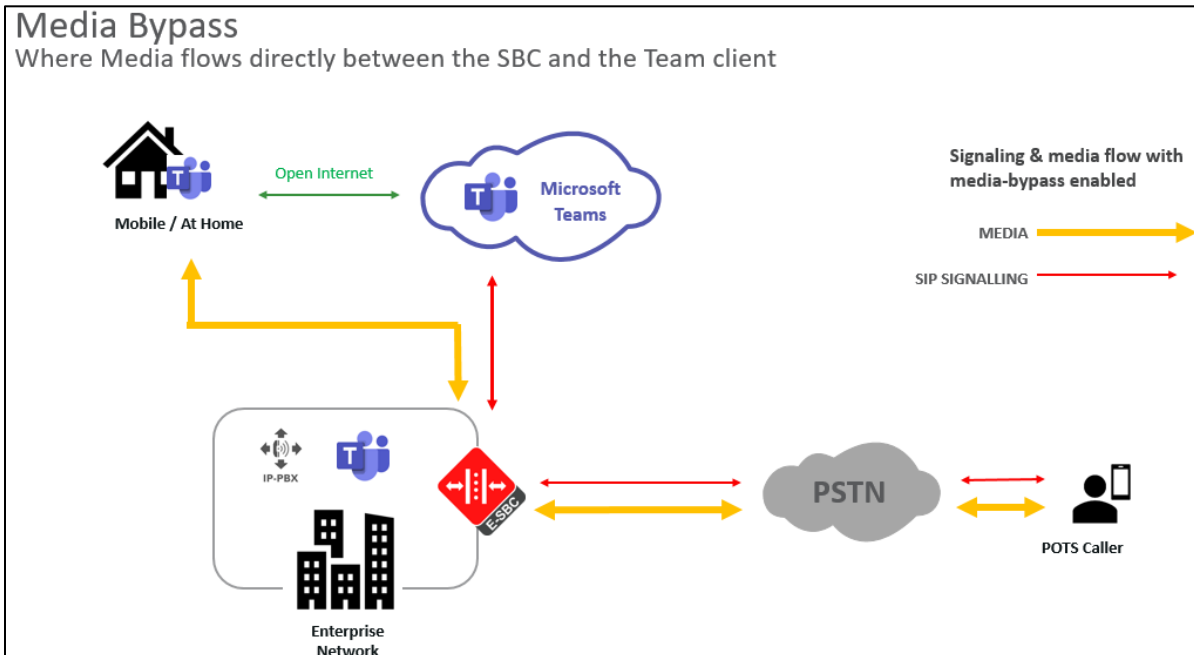 Media Bypass
Where Media flows directly between the SBC and the Team client
Open Internet
Mobile / At Home
T
T
Microsoft
Teams
Signaling & media flow with
media-bypass enabled
MEDIA
SIP SIGNALLING
IP-PBX
T
E-SBC
PSTN
POTS Caller
Enterprise
Network